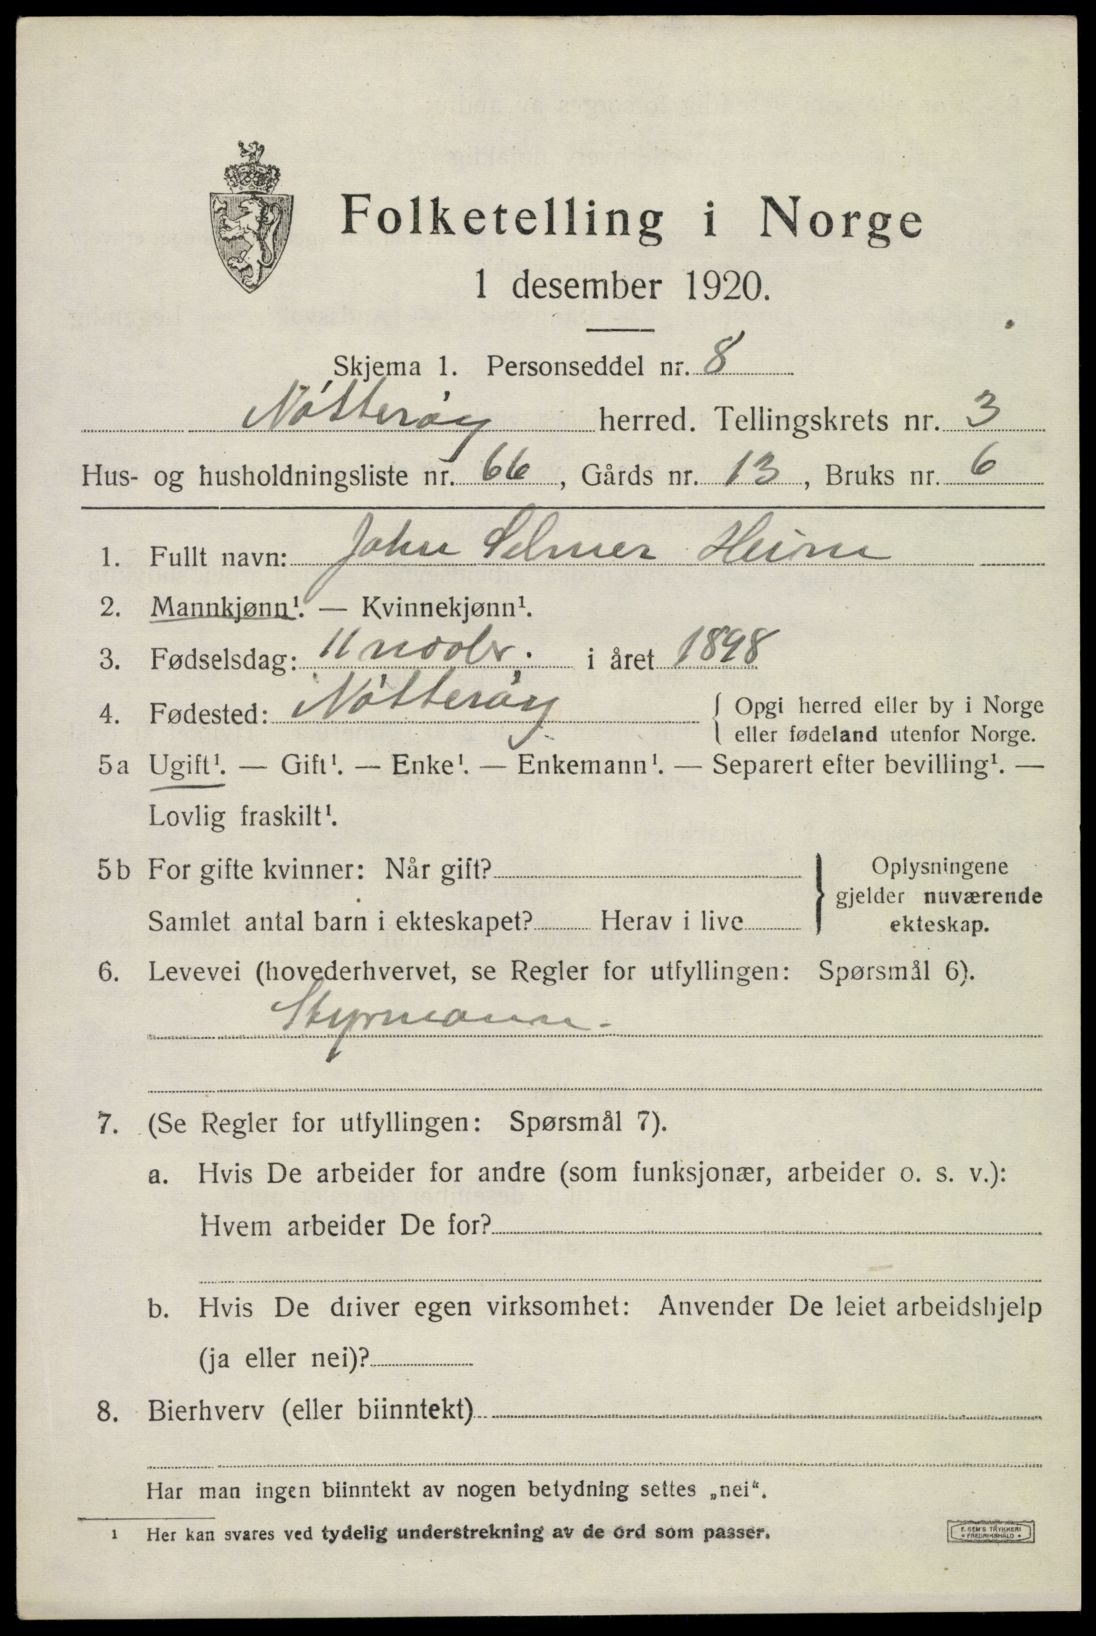 Folketelling i Norge
1 desember 1920.
Skjema 1. Personseddel nr. 8
Nøtterøy herred. Tellingskrets nr. 3
Hus- og husholdningsliste nr. 66, Gårds nr. 13, Bruks nr. 6
1. Fullt navn: John Selmer
2. Mannkjønn¹. — Kvinnekjønn¹.
3. Fødselsdag: 11 i året 1898
4. Fødested: Nøtterøy { Opgi herred eller by i Norge
eller fødeland utenfor Norge.
5a Ugift¹. — Gift¹. — Enke¹. — Enkemann¹. — Separert efter bevilling¹. —
Lovlig fraskilt¹.
5b For gifte kvinner: Når gift?
Samlet antal barn i ekteskapet? Herav i live
} Oplysningene
gjelder nuværende
ekteskap.
6. Levevei (hovederhvervet, se Regler for utfyllingen: Spørsmål 6).
Styrmann.
7. (Se Regler for utfyllingen: Spørsmål 7).
a. Hvis De arbeider for andre (som funksjonær, arbeider o. s. v.):
Hvem arbeider De for?
b. Hvis De driver egen virksomhet: Anvender De leiet arbeidshjelp
(ja eller nei)?
8. Bierhverv (eller biinntekt)
Har man ingen biinntekt av nogen betydning settes „nei“.
¹ Her kan svares ved tydelig understrekning av de ord som passer.
E. SEM'S TRYKKERI
FREDRIKSHALD